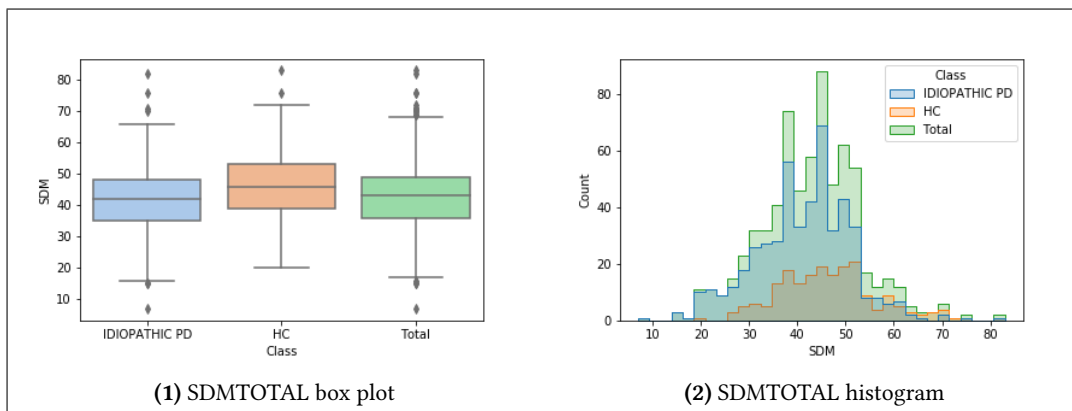 80
70
60
50
40
30
20
10
SDM
IDIOPATHIC PD HC Total
Class
(1) SDMTOTAL box plot
80
60
40
20
0
Count
Class
IDIOPATHIC PD
HC
Total
10 20 30 40 50 60 70 80
SDM
(2) SDMTOTAL histogram